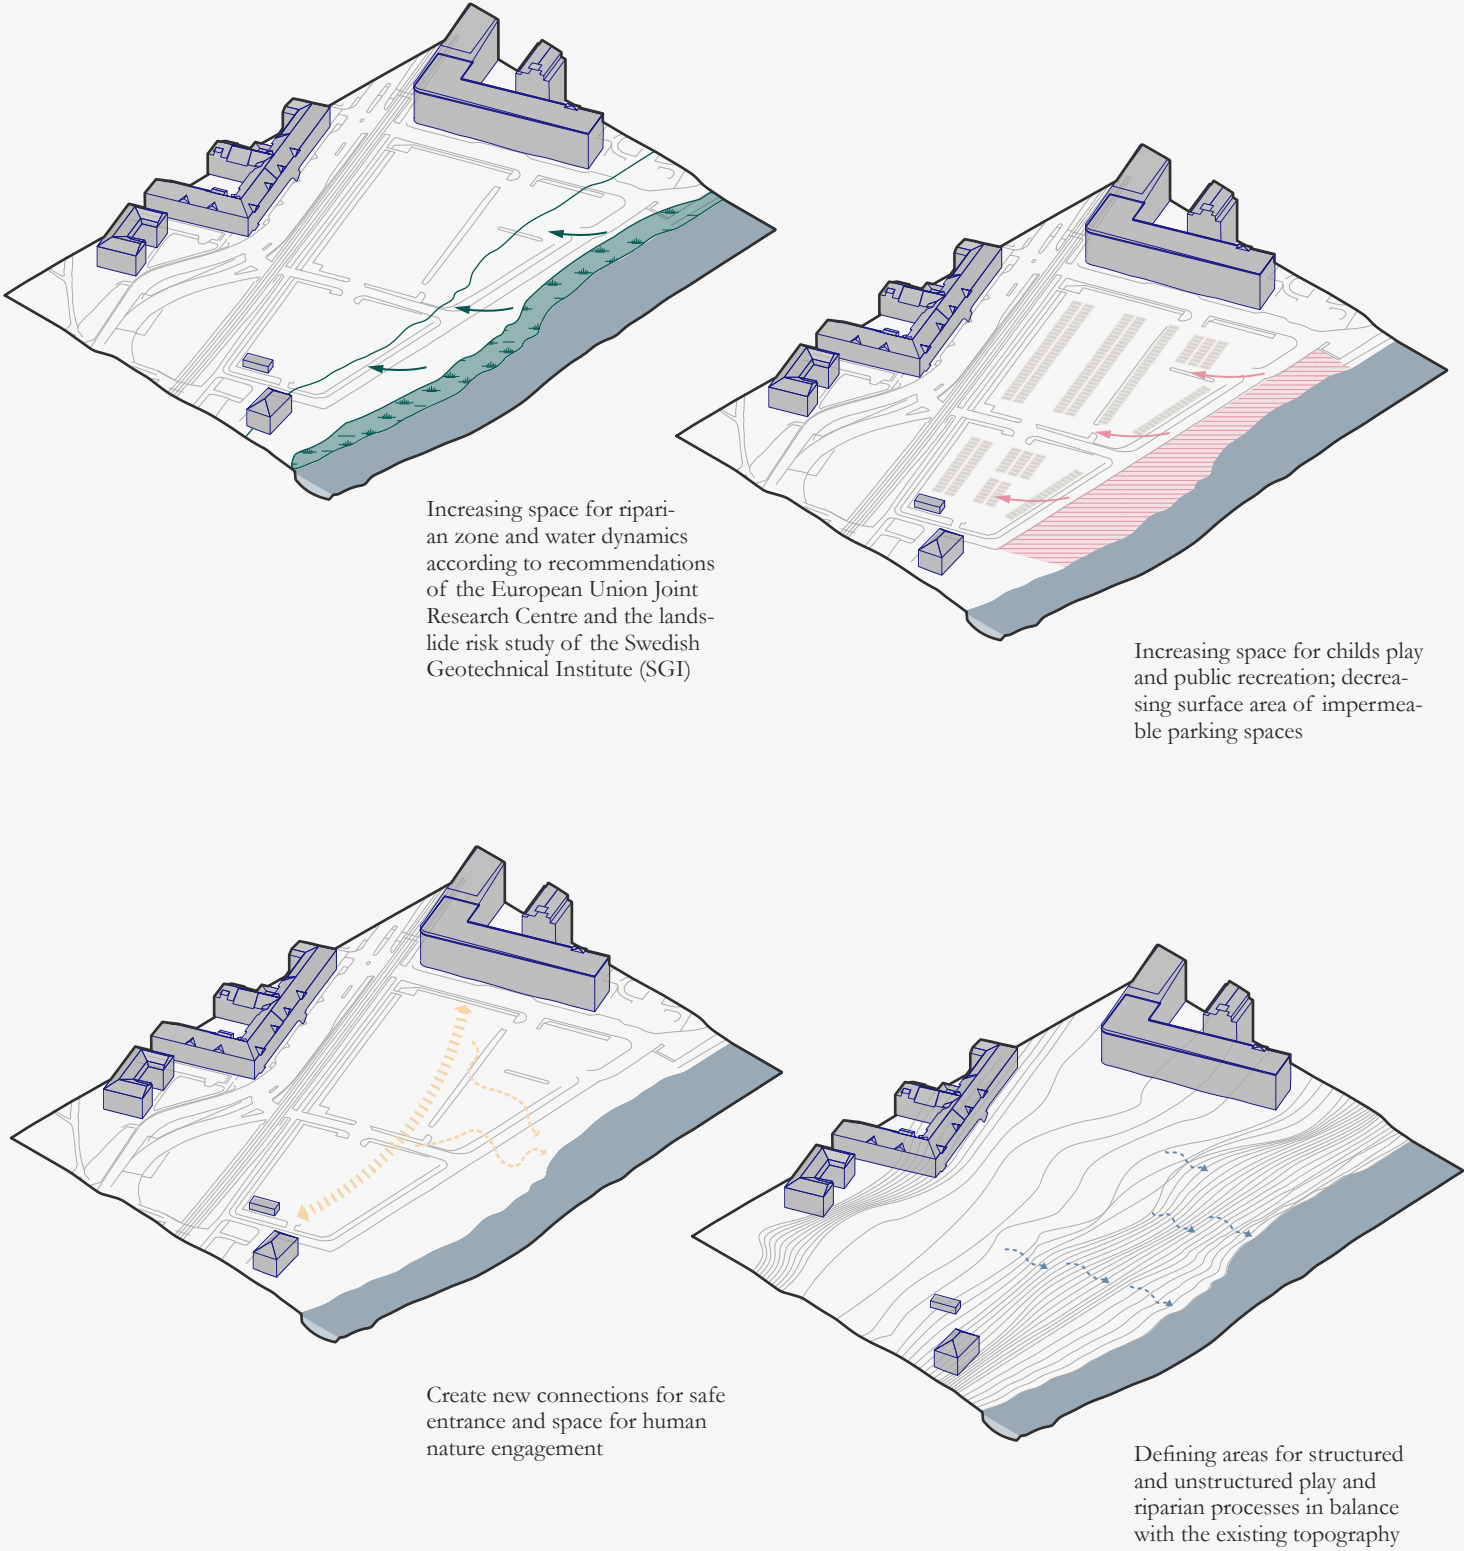 Increasing space for ripari-
an zone and water dynamics
according to recommendations
of the European Union Joint
Research Centre and the lands-
lide risk study of the Swedish
Geotechnical Institute (SGI)
Increasing space for childs play
and public recreation; decrea-
sing surface area of impermea-
ble parking spaces
Create new connections for safe
entrance and space for human
nature engagement
Defining areas for structured
and unstructured play and
riparian processes in balance
with the existing topography